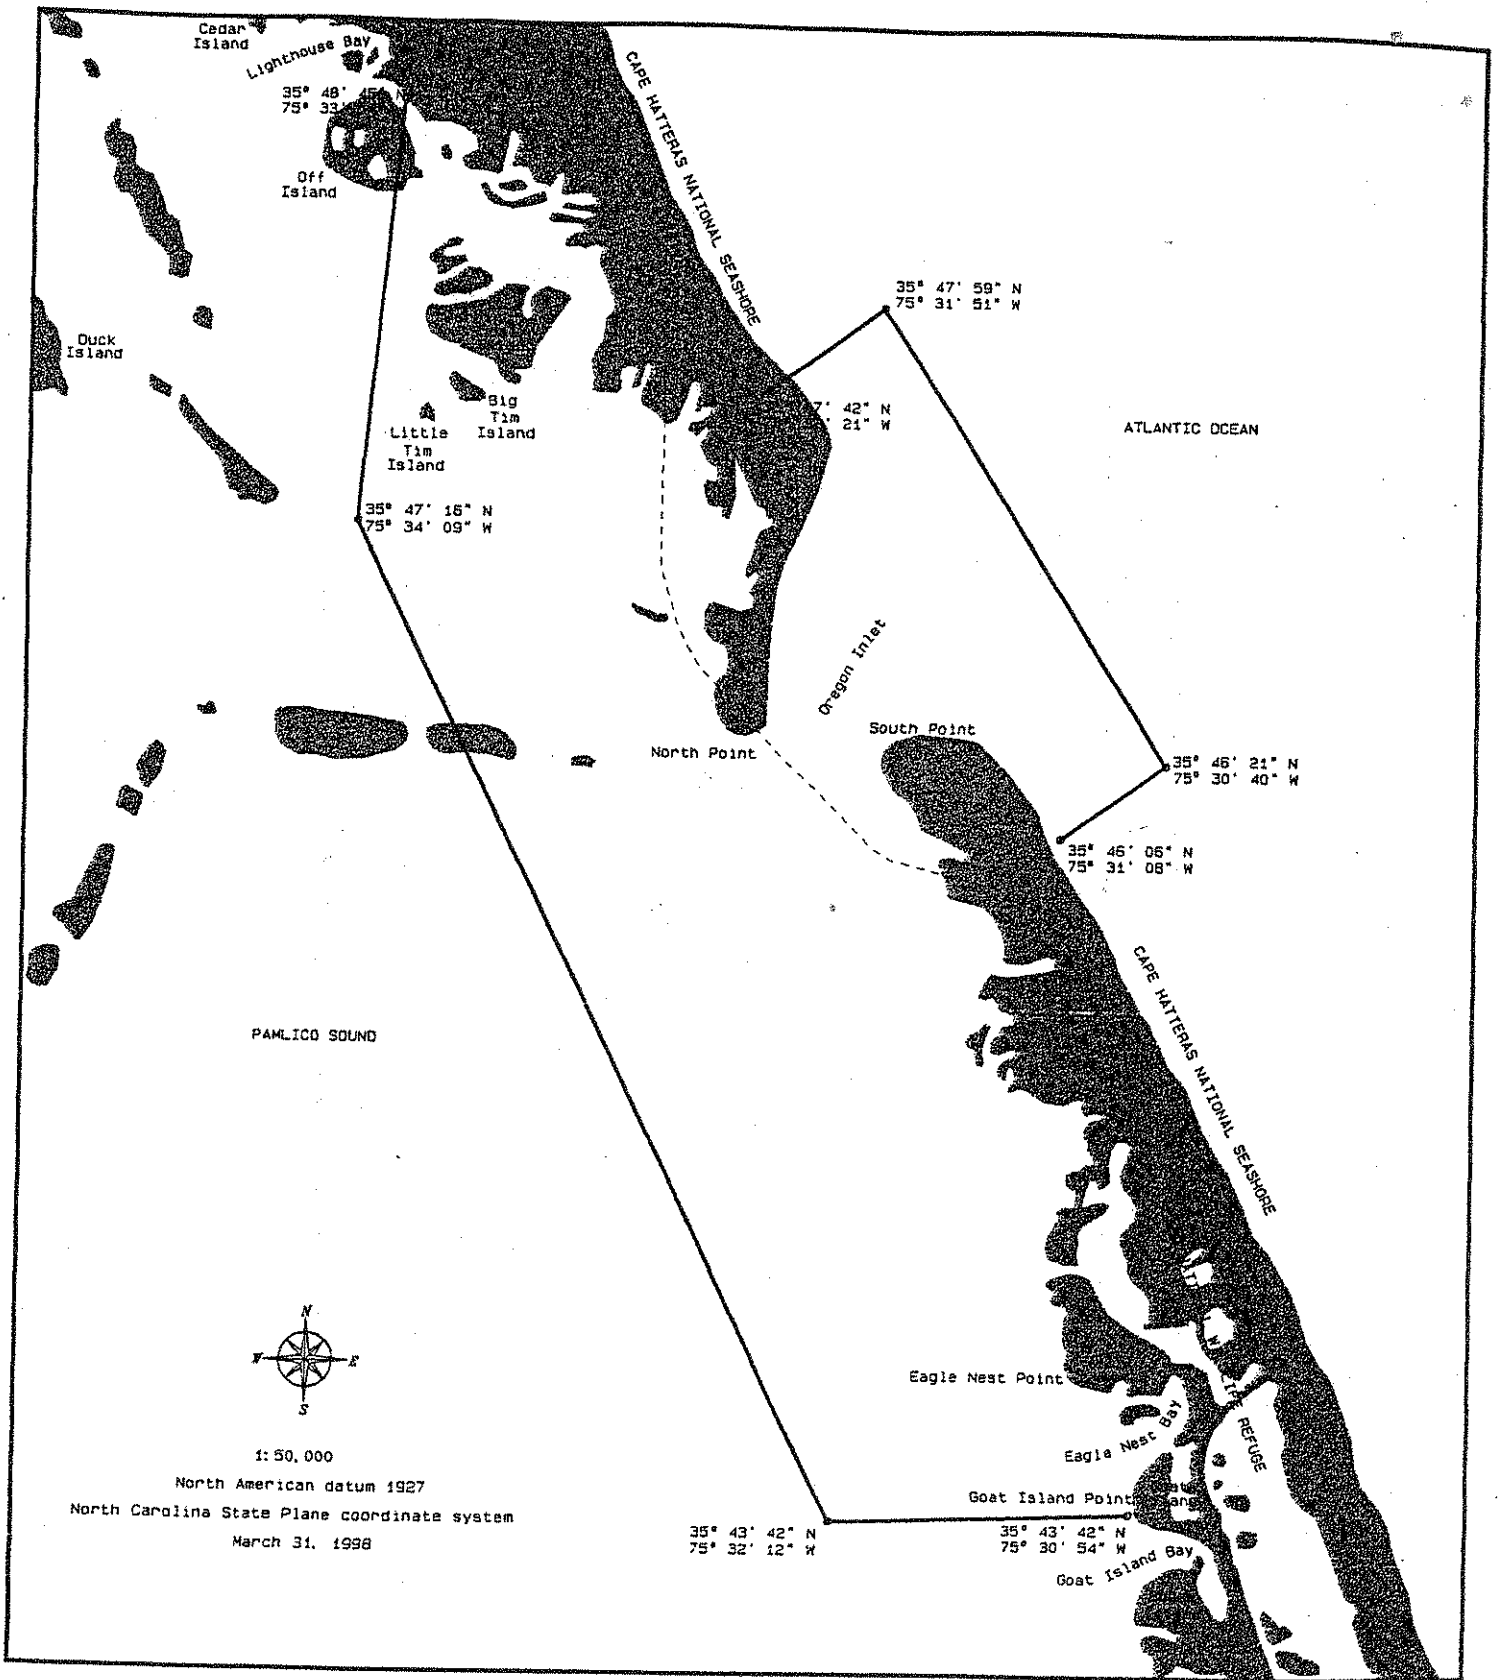 Cedar
Island
Lighthouse Bay
35° 48'
75° 33'
Off
Island
CAPE HATTERAS NATIONAL SEASHORE
35° 47' 59" N
75° 31' 51" W
Duck
Island
7' 42" N
' 21" W
ATLANTIC OCEAN
Big
Tim
Island
Little
Tim
Island
35° 47' 16" N
75° 34' 09" W
Oregon Inlet
South Point
North Point
35° 46' 21" N
75° 30' 40" W
35° 46' 06" N
75° 31' 08" W
CAPE HATTERAS NATIONAL SEASHORE
PAMLICO SOUND
N
W E
S
Eagle Nest Point
Eagle Nest Bay
REFUGE
1:50,000
North American datum 1927
North Carolina State Plane coordinate system
March 31, 1998
Goat Island Point
35° 43' 42" N
75° 32' 12" W
35° 43' 42" N
75° 30' 54" W
Goat Island Bay